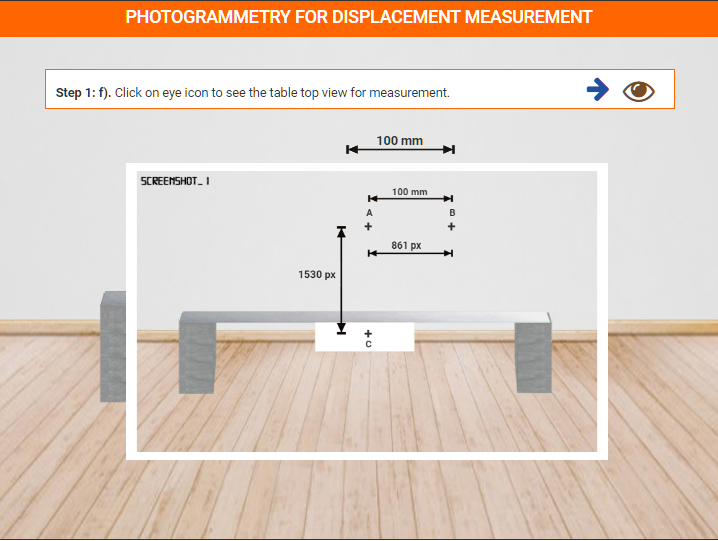 PHOTOGRAMMETRY FOR DISPLACEMENT MEASUREMENT
Step 1: f). Click on eye icon to see the table top view for measurement.
100 mm
SCREENSHOT_1
100 mm
A B
861 px
1530 px
C